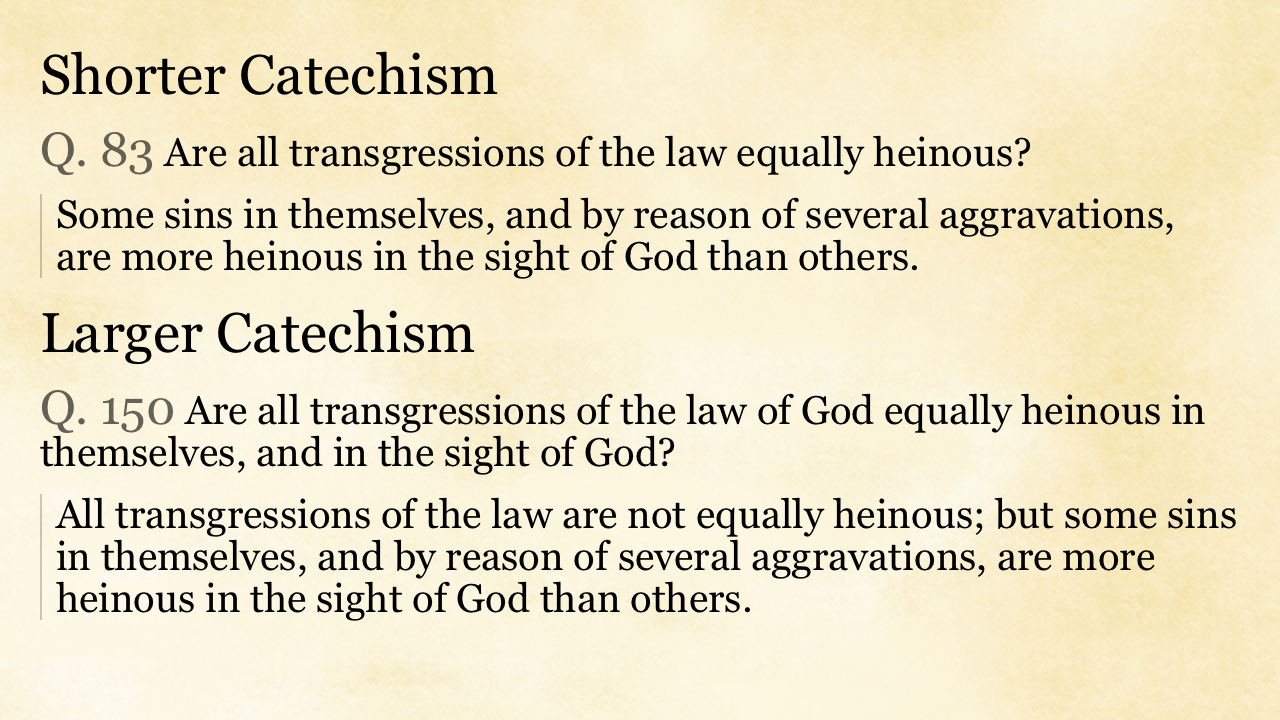 Shorter Catechism
Q. 83 Are all transgressions of the law equally heinous?
Some sins in themselves, and by reason of several aggravations,
are more heinous in the sight of God than others.
Larger Catechism
Q. 150 Are all transgressions of the law of God equally heinous in
themselves, and in the sight of God?
All transgressions of the law are not equally heinous; but some sins
in themselves, and by reason of several aggravations, are more
heinous in the sight of God than others.